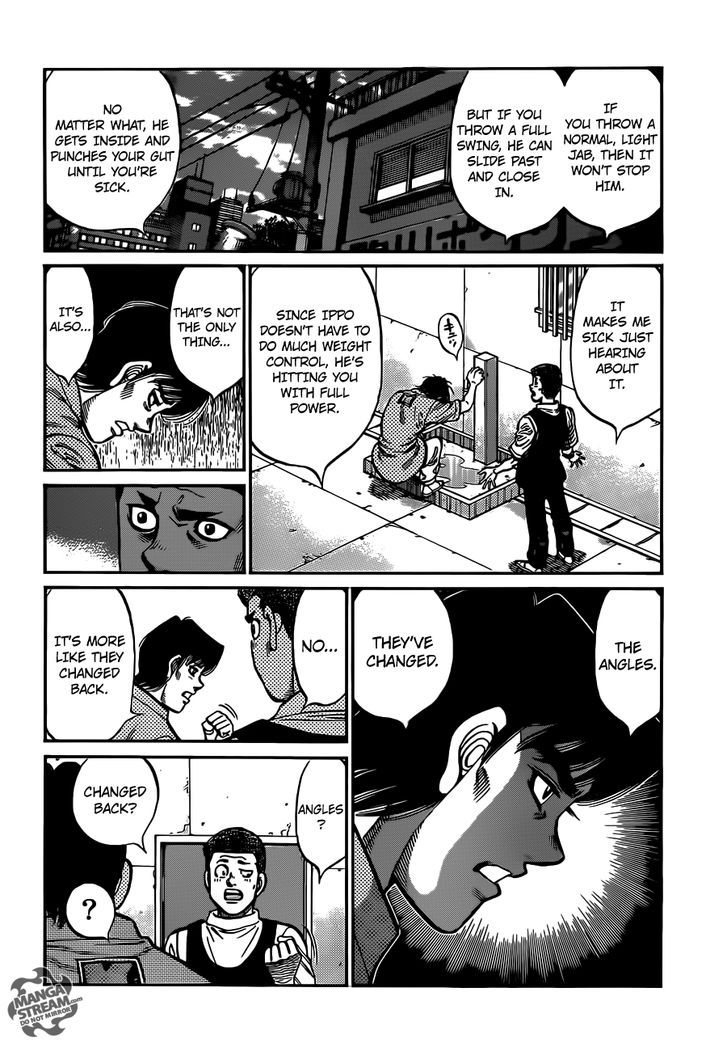 IF
YOU THROW A
NORMAL, LIGHT
JAB, THEN IT
WON'T STOP
HIM.
BUT IF YOU
THROW A FULL
SWING, HE CAN
SLIDE PAST
AND CLOSE
IN.
NO
MATTER WHAT, HE
GETS INSIDE AND
PUNCHES YOUR GUT
UNTIL YOU'RE
SICK.
IT
MAKES ME
SICK JUST
HEARING
ABOUT
IT.
SINCE IPPO
DOESN'T HAVE TO
DO MUCH WEIGHT
CONTROL, HE'S
HITTING YOU
WITH FULL
POWER.
THAT'S NOT
THE ONLY
THING...
IT'S
ALSO...
THE
ANGLES.
THEY'VE
CHANGED.
NO...
IT'S MORE
LIKE THEY
CHANGED
BACK.
ANGLES
?
CHANGED
BACK?
?
MANGA
STREAM.com
DO NOT MIRROR